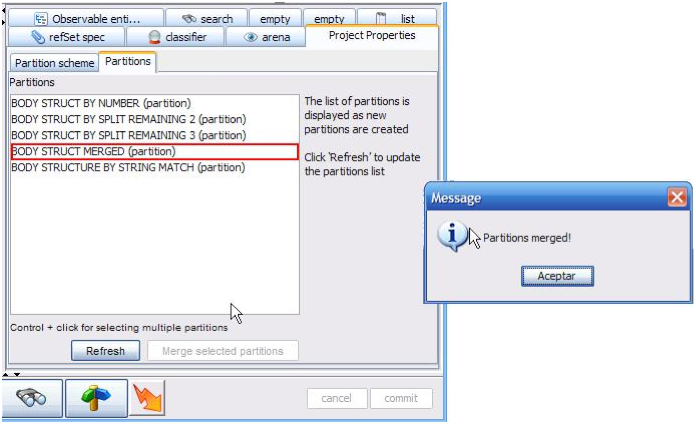 Observable enti...
search
empty
empty
list
refSet spec
classifier
arena
Project Properties
Partition scheme
Partitions
Partitions
BODY STRUCT BY NUMBER (partition)
BODY STRUCT BY SPLIT REMAINING 2 (partition)
BODY STRUCT BY SPLIT REMAINING 3 (partition)
BODY STRUCT MERGED (partition)
BODY STRUCTURE BY STRING MATCH (partition)
The list of partitions is
displayed as new
partitions are created
Click 'Refresh' to update
the partitions list
Control + click for selecting multiple partitions
Refresh
Merge selected partitions
cancel
commit
Message
Partitions merged!
Aceptar